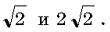 √2 и 2 √2 .